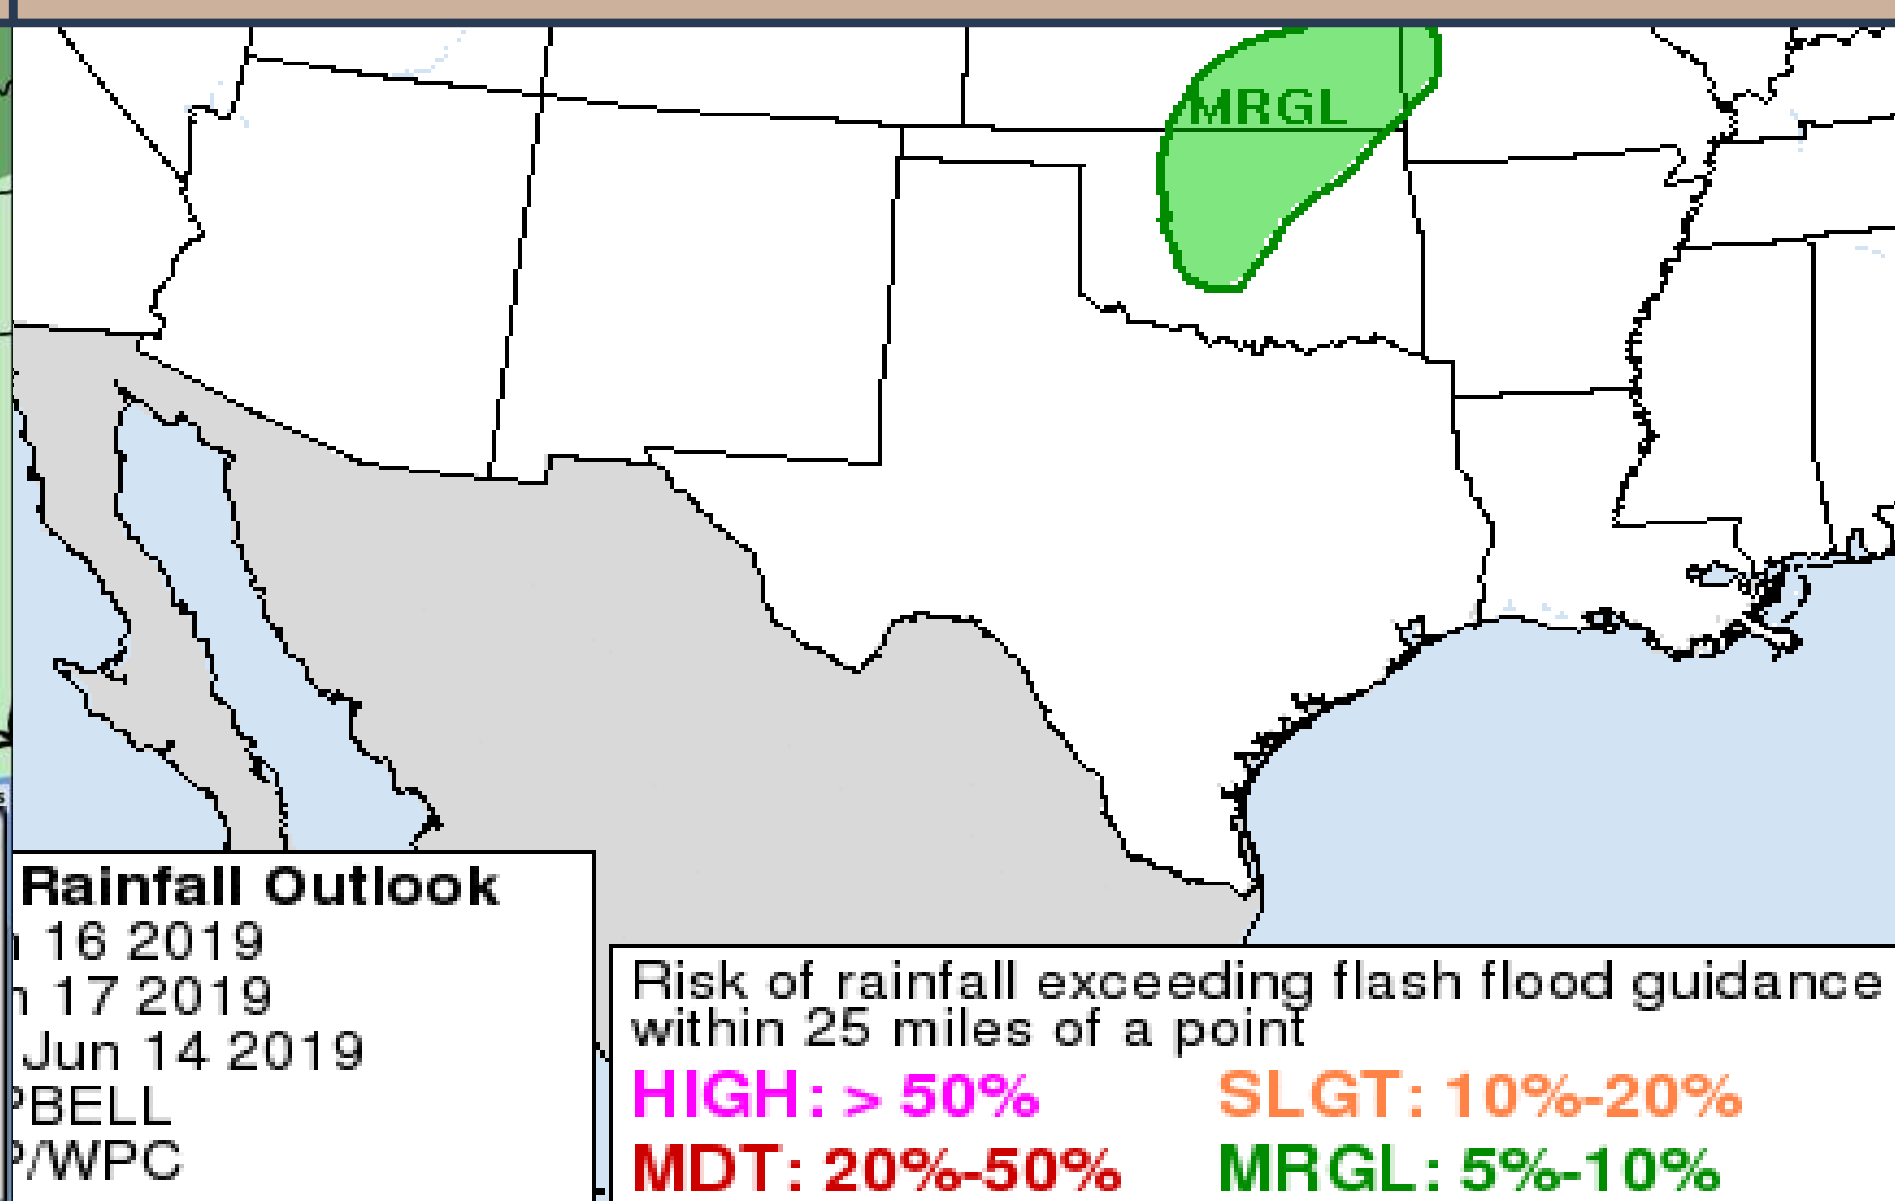 MRGL
Rainfall Outlook
16 2019
17 2019
Jun 14 2019
PBELL
P/WPC
Risk of rainfall exceeding flash flood guidance
within 25 miles of a point
HIGH: > 50% SLGT: 10%-20%
MDT: 20%-50% MRGL: 5%-10%